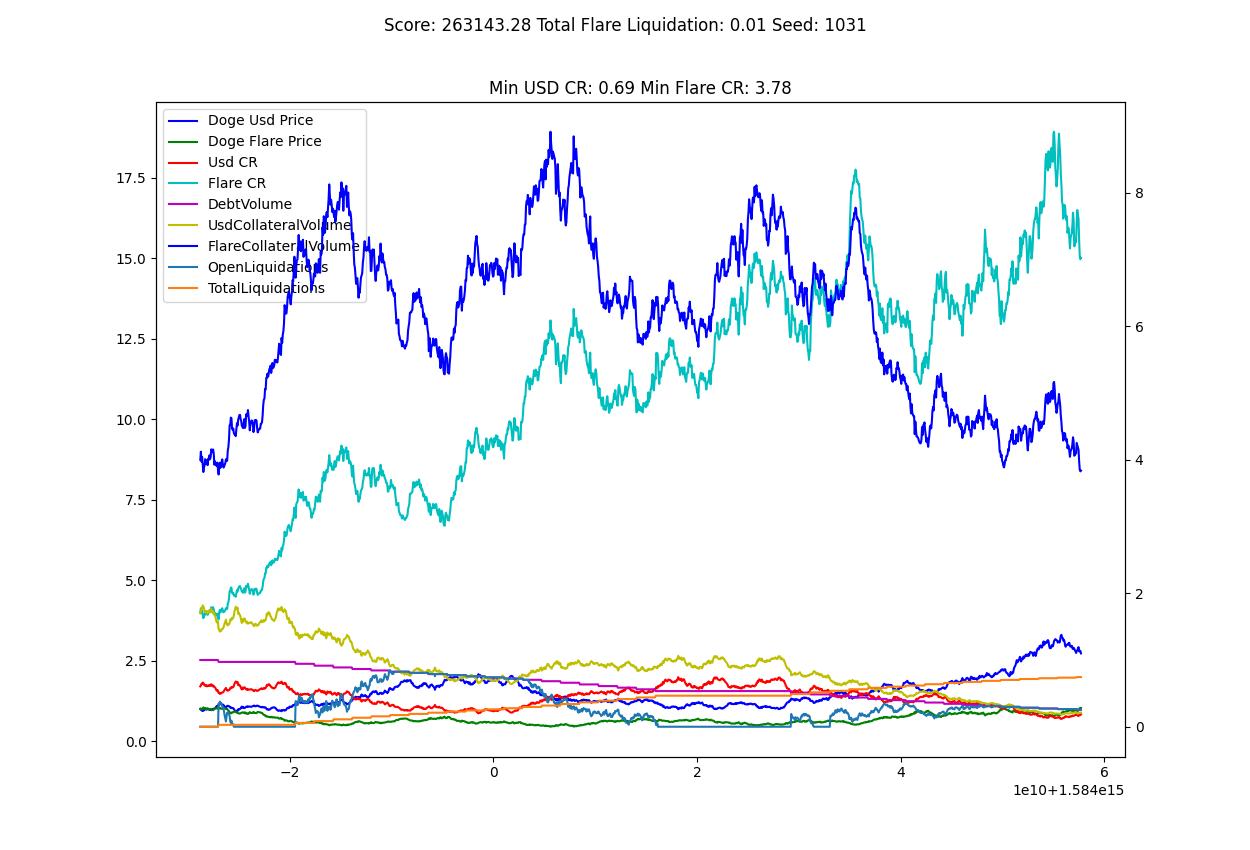 Score: 263143.28 Total Flare Liquidation: 0.01 Seed: 1031
Min USD CR: 0.69 Min Flare CR: 3.78
Doge Usd Price
Doge Flare Price
Usd CR
Flare CR
DebtVolume
UsdCollateralVolume
FlareCollateralVolume
OpenLiquidations
TotalLiquidations
17.5
15.0
12.5
10.0
7.5
5.0
2.5
0.0
8
6
4
2
0
−2
0
2
4
6
1e10+1.584e15